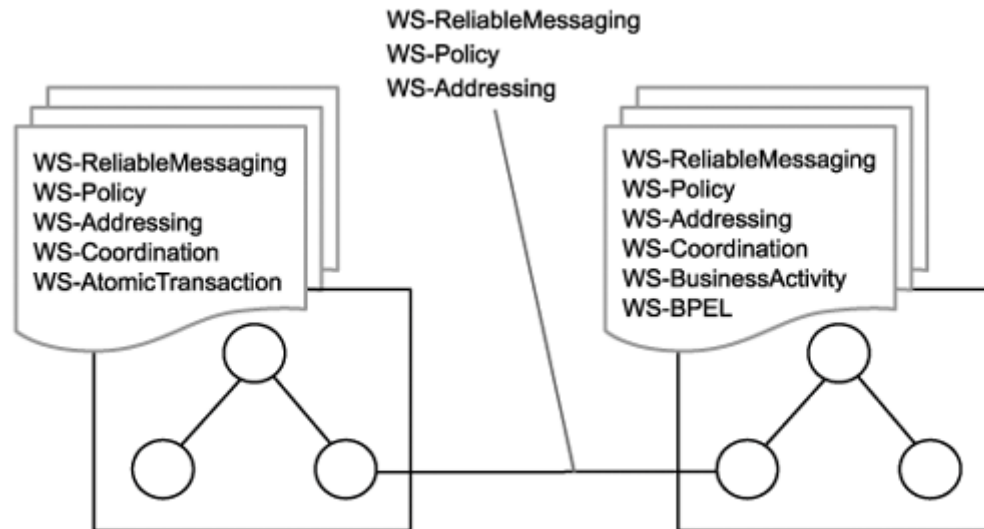 WS-ReliableMessaging
WS-Policy
WS-Addressing
WS-ReliableMessaging
WS-Policy
WS-Addressing
WS-Coordination
WS-AtomicTransaction
WS-ReliableMessaging
WS-Policy
WS-Addressing
WS-Coordination
WS-BusinessActivity
WS-BPEL